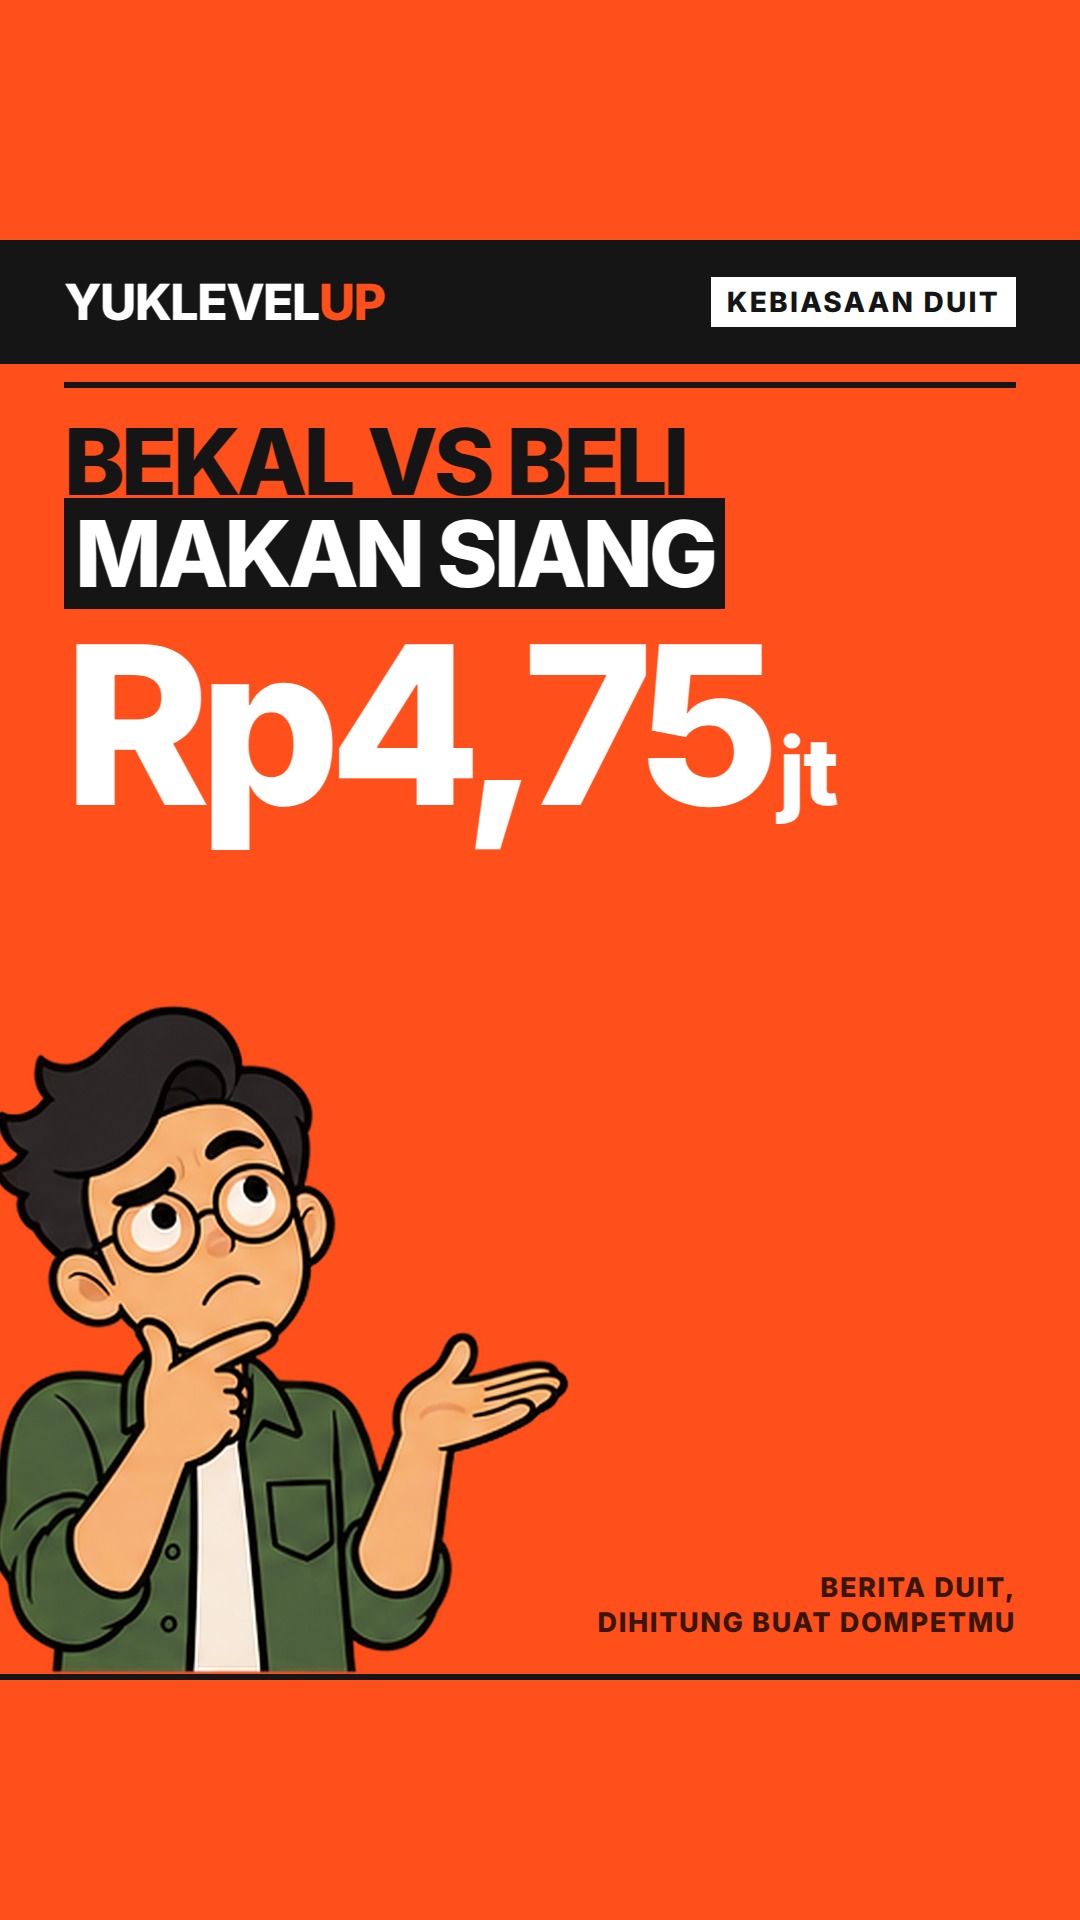 YUKLEVELUP
KEBIASAAN DUIT
BEKAL VS BELI
MAKAN SIANG
Rp4,75jt
BERITA DUIT,
DIHITUNG BUAT DOMPETMU